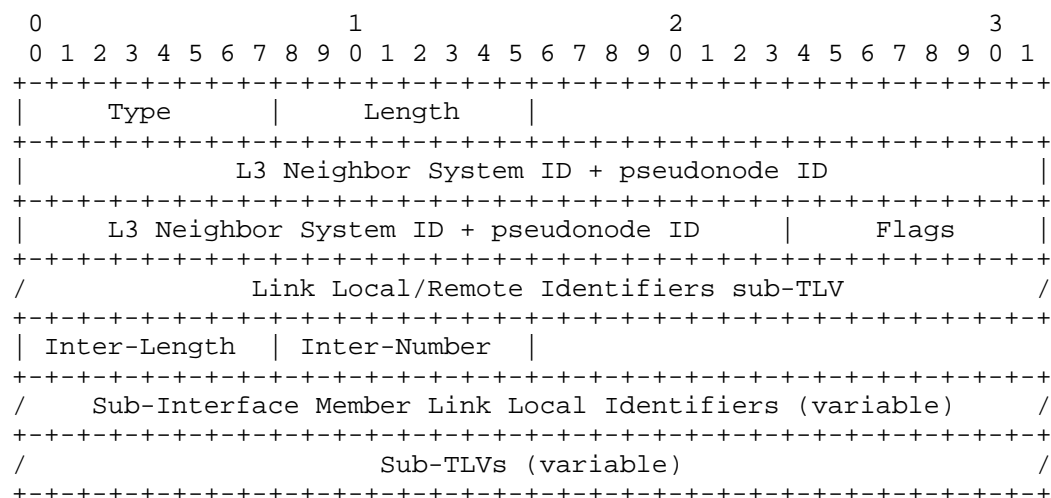 0                   1                   2                   3
 0 1 2 3 4 5 6 7 8 9 0 1 2 3 4 5 6 7 8 9 0 1 2 3 4 5 6 7 8 9 0 1
+-+-+-+-+-+-+-+-+-+-+-+-+-+-+-+-+-+-+-+-+-+-+-+-+-+-+-+-+-+-+-+-+
|     Type      |     Length    |
+-+-+-+-+-+-+-+-+-+-+-+-+-+-+-+-+-+-+-+-+-+-+-+-+-+-+-+-+-+-+-+-+
|             L3 Neighbor System ID + pseudonode ID             |
+-+-+-+-+-+-+-+-+-+-+-+-+-+-+-+-+-+-+-+-+-+-+-+-+-+-+-+-+-+-+-+-+
|     L3 Neighbor System ID + pseudonode ID     |     Flags     |
+-+-+-+-+-+-+-+-+-+-+-+-+-+-+-+-+-+-+-+-+-+-+-+-+-+-+-+-+-+-+-+-+
/              Link Local/Remote Identifiers sub-TLV            /
+-+-+-+-+-+-+-+-+-+-+-+-+-+-+-+-+-+-+-+-+-+-+-+-+-+-+-+-+-+-+-+-+
| Inter-Length  | Inter-Number  |
+-+-+-+-+-+-+-+-+-+-+-+-+-+-+-+-+-+-+-+-+-+-+-+-+-+-+-+-+-+-+-+-+
/    Sub-Interface Member Link Local Identifiers (variable)     /
+-+-+-+-+-+-+-+-+-+-+-+-+-+-+-+-+-+-+-+-+-+-+-+-+-+-+-+-+-+-+-+-+
/                      Sub-TLVs (variable)                      /
+-+-+-+-+-+-+-+-+-+-+-+-+-+-+-+-+-+-+-+-+-+-+-+-+-+-+-+-+-+-+-+-+